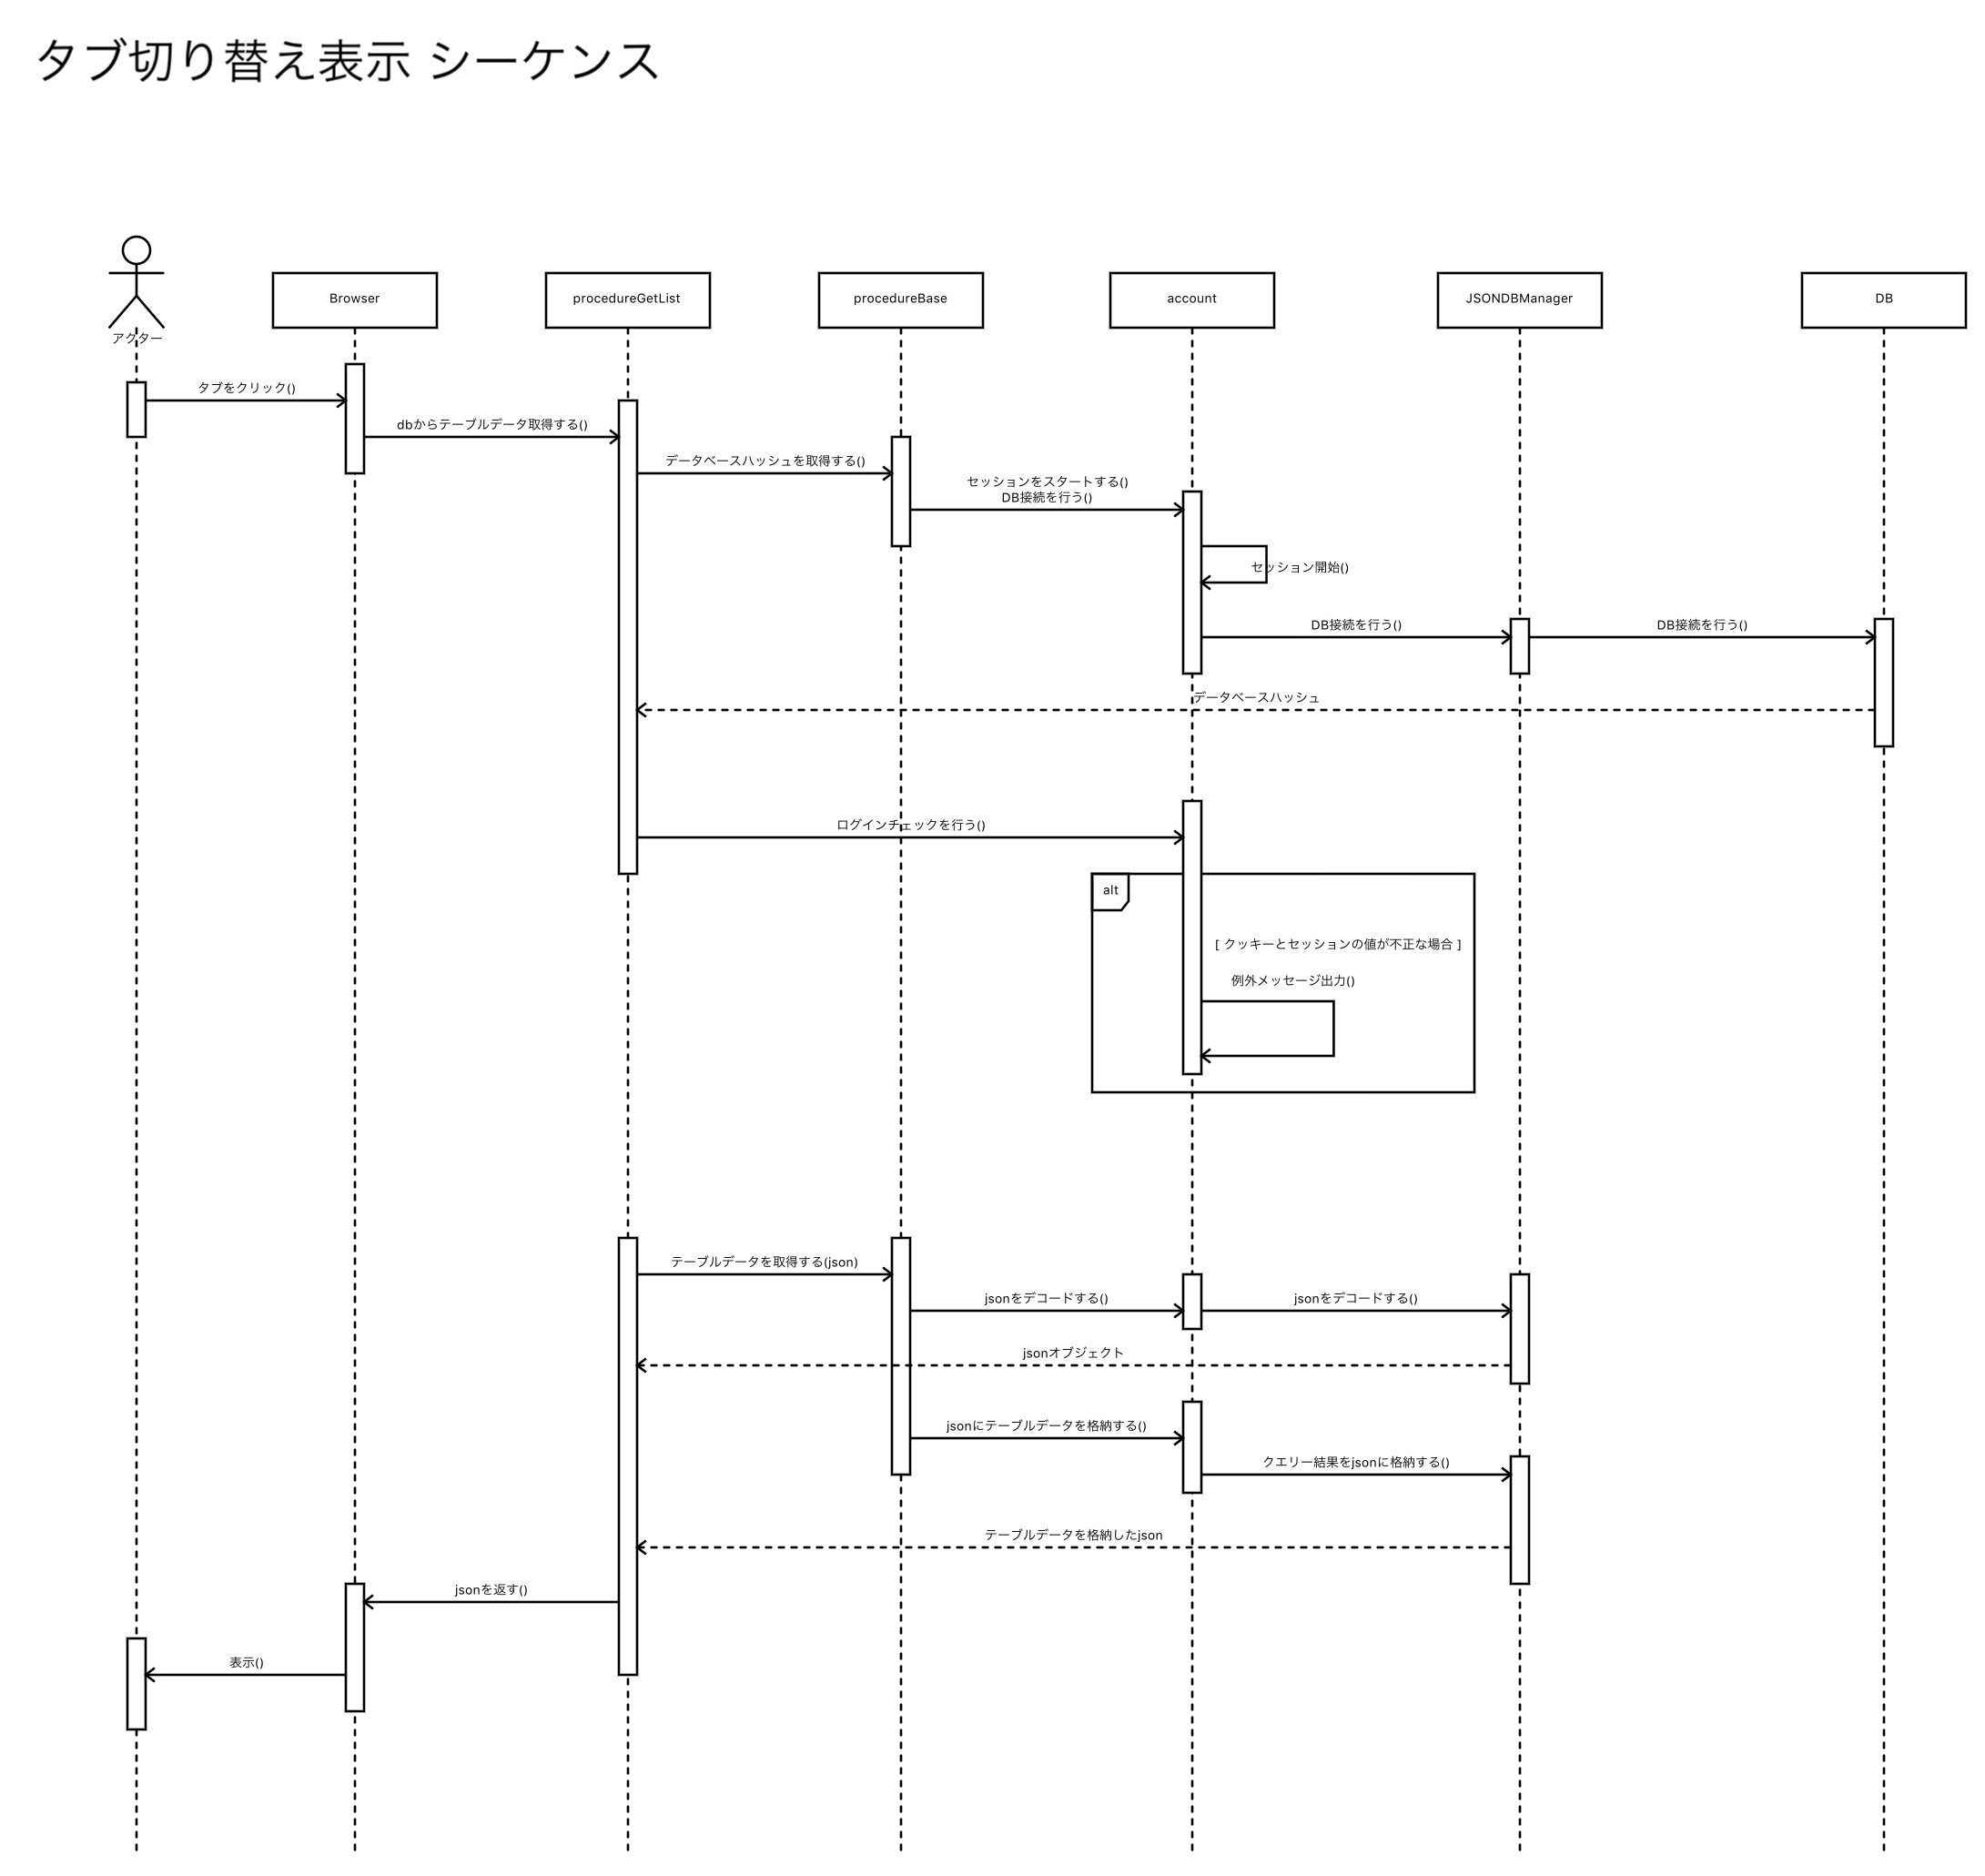 タブ切り替え表示 シーケンス
アクター
Browser
procedureGetList
procedureBase
account
JSONDBManager
DB
タブをクリック()
dbからテーブルデータ取得する()
データベースハッシュを取得する()
セッションをスタートする()
DB接続を行う()
セッション開始()
DB接続を行う()
DB接続を行う()
データベースハッシュ
ログインチェックを行う()
alt
[ クッキーとセッションの値が不正な場合 ]
例外メッセージ出力()
テーブルデータを取得する(json)
jsonをデコードする()
jsonをデコードする()
jsonオブジェクト
jsonにテーブルデータを格納する()
クエリー結果をjsonに格納する()
テーブルデータを格納したjson
jsonを返す()
表示()